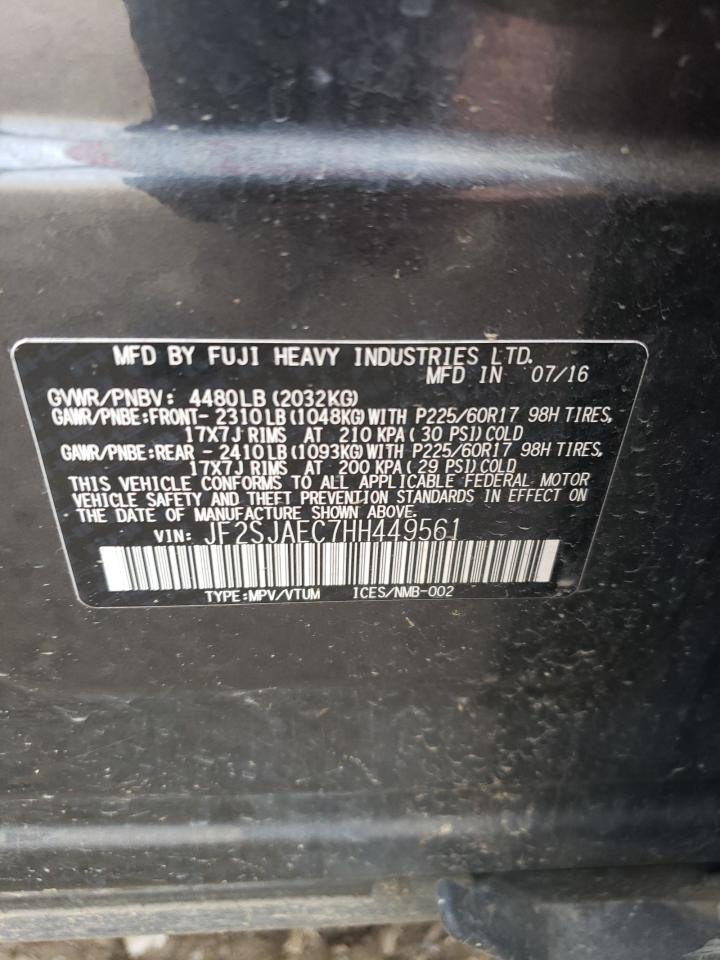 MFD BY FUJI HEAVY INDUSTRIES LTD.
MFD IN 07/16
GVWR/PNBV: 4480LB (2032KG)
GAWR/PNBE:FRONT- 2310LB(1048KG)WITH P225/60R17 98H TIRES,
17X7J RIMS AT 210 KPA( 30 PSI)COLD
GAWR/PNBE:REAR - 2410LB(1093KG)WITH P225/60R17 98H TIRES,
17X7J RIMS AT 200 KPA( 29 PSI)COLD
THIS VEHICLE CONFORMS TO ALL APPLICABLE FEDERAL MOTOR
VEHICLE SAFETY AND THEFT PREVENTION STANDARDS IN EFFECT ON
THE DATE OF MANUFACTURE SHOWN ABOVE.
VIN: JF2SJAEC7HH449561
TYPE:MPV/VTUM ICES/NMB-002